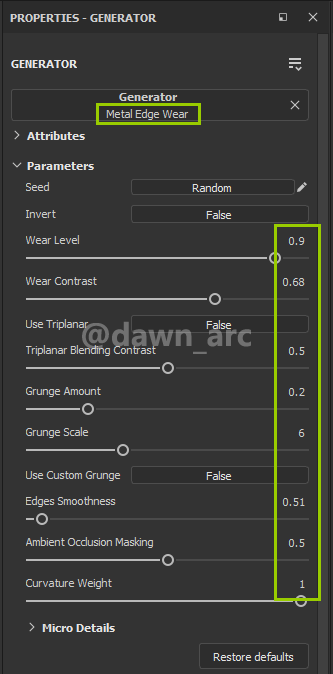 PROPERTIES - GENERATOR
GENERATOR
Generator
Metal Edge Wear
Attributes
Parameters
Seed Random
Invert False
Wear Level 0.9
Wear Contrast 0.68
Use Triplanar False
@dawn_arc
Triplanar Blending Contrast 0.5
Grunge Amount 0.2
Grunge Scale 6
Use Custom Grunge False
Edges Smoothness 0.51
Ambient Occlusion Masking 0.5
Curvature Weight 1
Micro Details
Restore defaults